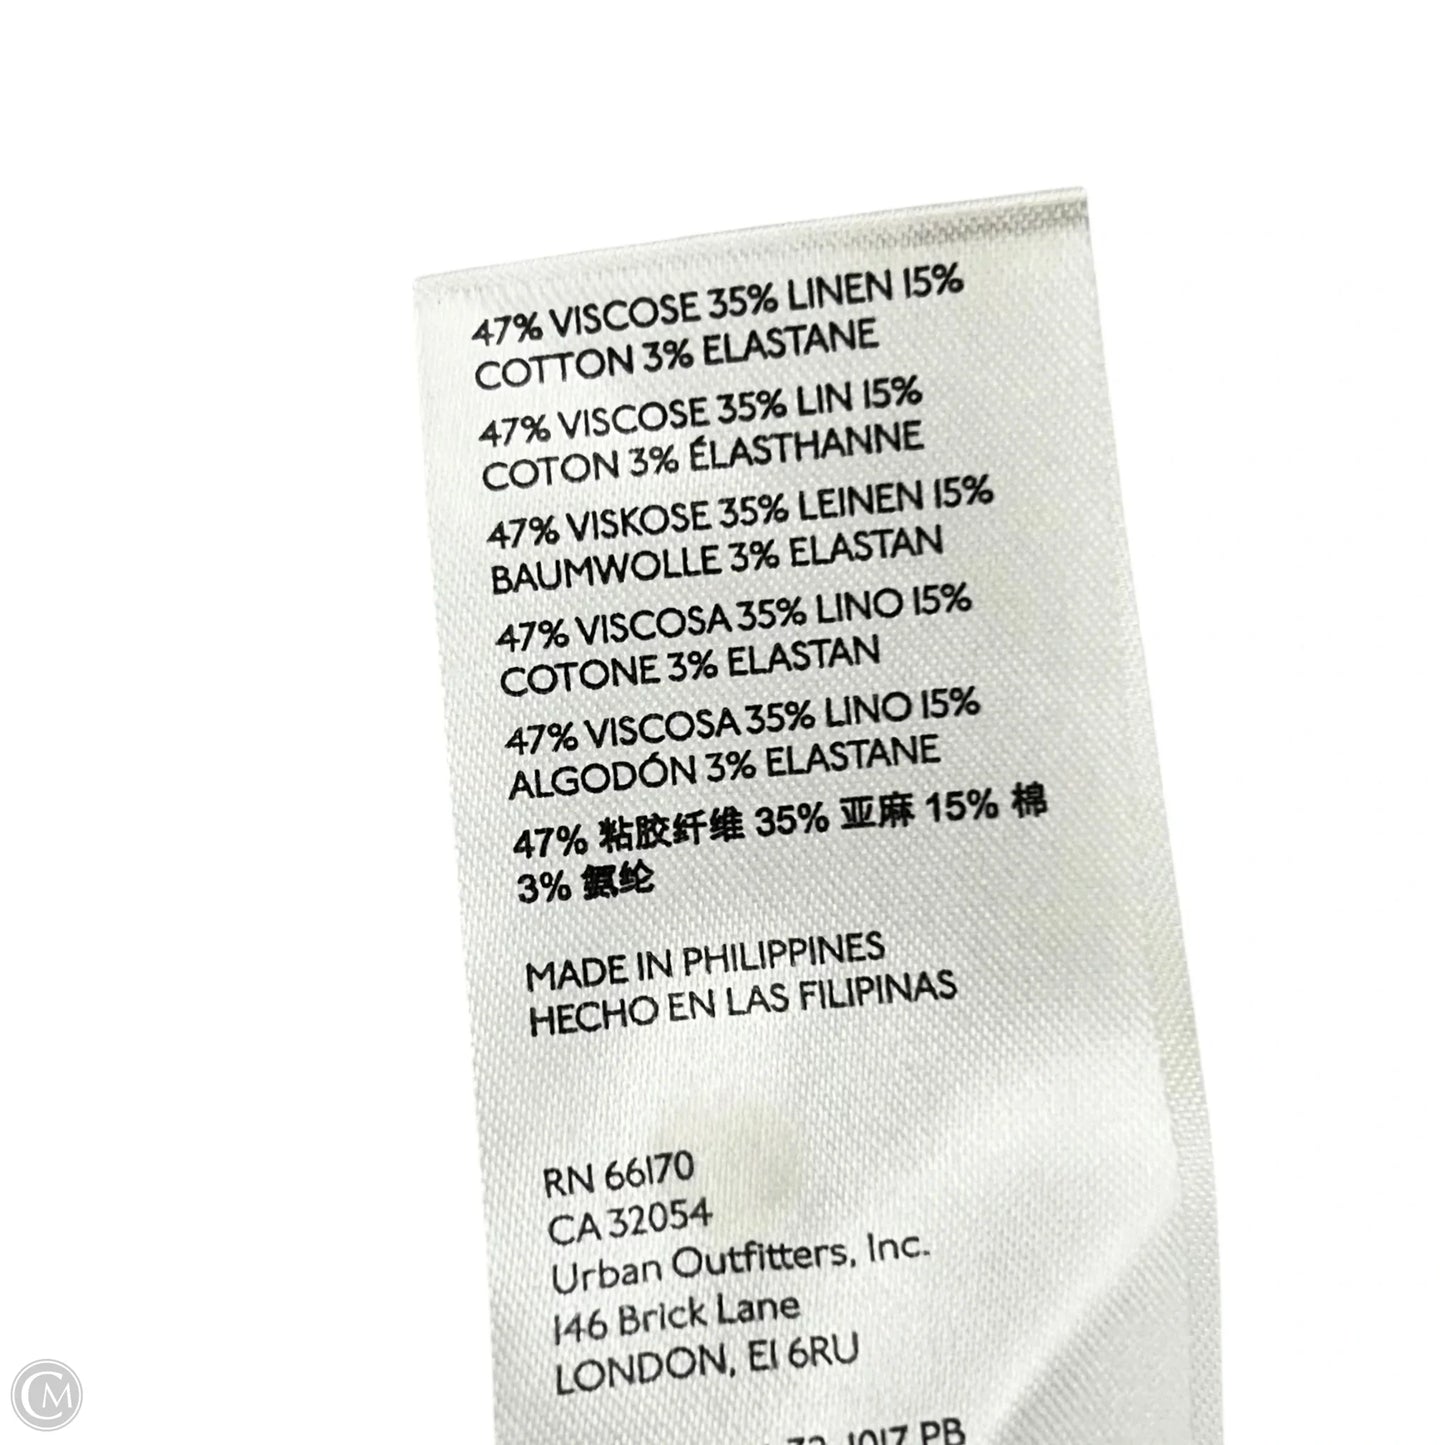 47% VISCOSE 35% LINEN 15%
COTTON 3% ELASTANE
47% VISCOSE 35% LIN 15%
COTON 3% ÉLASTHANNE
47% VISKOSE 35% LEINEN 15%
BAUMWOLLE 3% ELASTAN
47% VISCOSA 35% LINO 15%
COTONE 3% ELASTAN
47% VISCOSA 35% LINO 15%
ALGODÓN 3% ELASTANE
47% 粘胶纤维 35% 亚麻 15% 棉
3% 氨纶
MADE IN PHILIPPINES
HECHO EN LAS FILIPINAS
RN 66170
CA 32054
Urban Outfitters, Inc.
146 Brick Lane
LONDON, E1 6RU
PB
CM